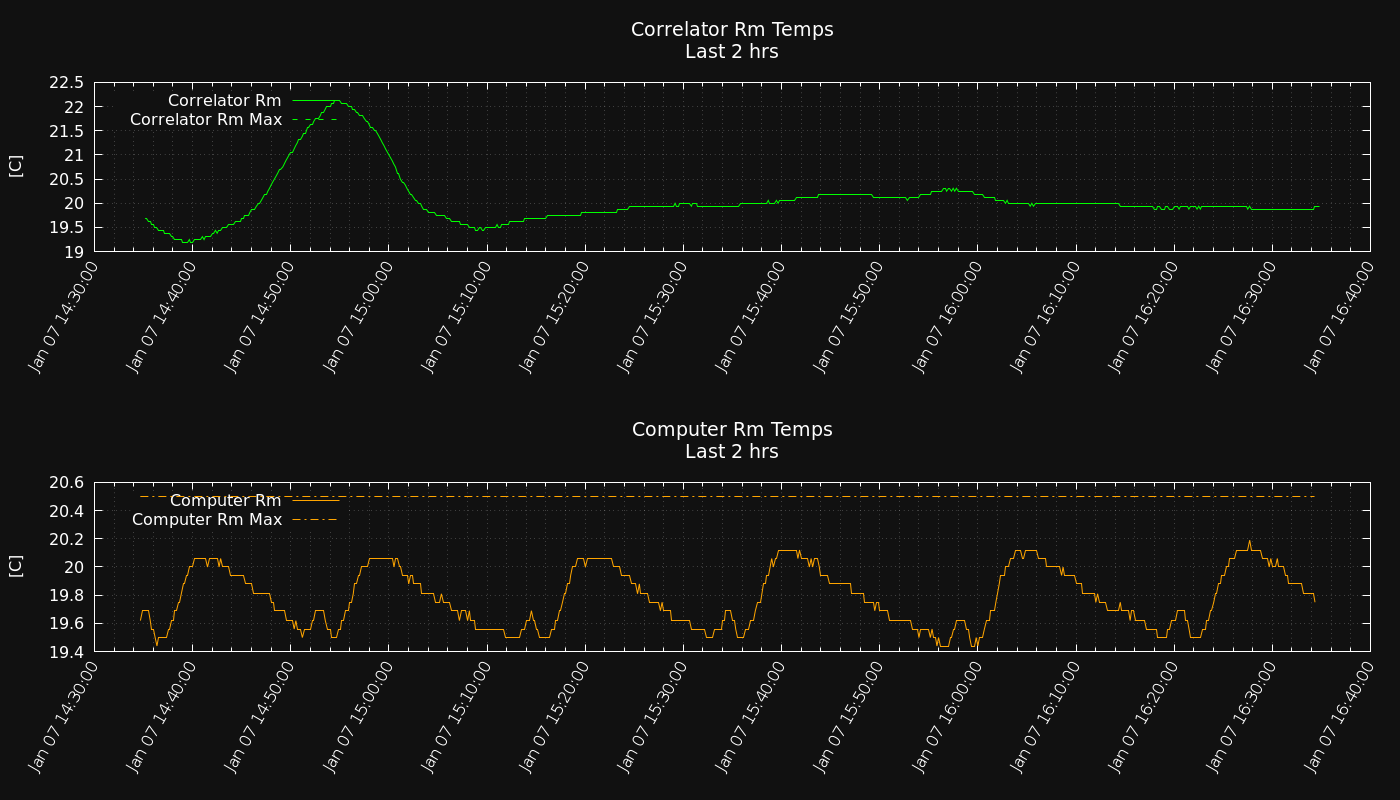 Correlator Rm Temps
Last 2 hrs
22.5
22
21.5
21
20.5
20
19.5
19
[C]
Correlator Rm
Correlator Rm Max
Jan 07 14:30:00
Jan 07 14:40:00
Jan 07 14:50:00
Jan 07 15:00:00
Jan 07 15:10:00
Jan 07 15:20:00
Jan 07 15:30:00
Jan 07 15:40:00
Jan 07 15:50:00
Jan 07 16:00:00
Jan 07 16:10:00
Jan 07 16:20:00
Jan 07 16:30:00
Jan 07 16:40:00
Computer Rm Temps
Last 2 hrs
20.6
20.4
20.2
20
19.8
19.6
19.4
[C]
Computer Rm
Computer Rm Max
Jan 07 14:30:00
Jan 07 14:40:00
Jan 07 14:50:00
Jan 07 15:00:00
Jan 07 15:10:00
Jan 07 15:20:00
Jan 07 15:30:00
Jan 07 15:40:00
Jan 07 15:50:00
Jan 07 16:00:00
Jan 07 16:10:00
Jan 07 16:20:00
Jan 07 16:30:00
Jan 07 16:40:00